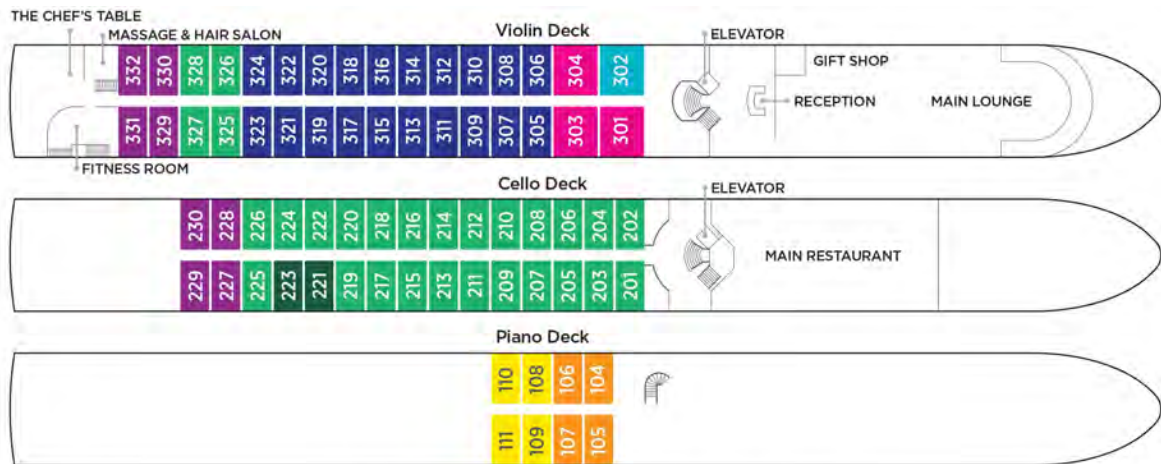 THE CHEF'S TABLE
MASSAGE & HAIR SALON
Violin Deck
ELEVATOR
332 330 328 326 324 322 320 318 316 314 312 310 308 306 304 302
GIFT SHOP
RECEPTION
MAIN LOUNGE
331 329 327 325 323 321 319 317 315 313 311 309 307 305 303 301
FITNESS ROOM
Cello Deck
ELEVATOR
230 228 226 224 222 220 218 216 214 212 210 208 206 204 202
MAIN RESTAURANT
229 227 225 223 221 219 217 215 213 211 209 207 205 203 201
Piano Deck
110 108 106 104
111 109 107 105